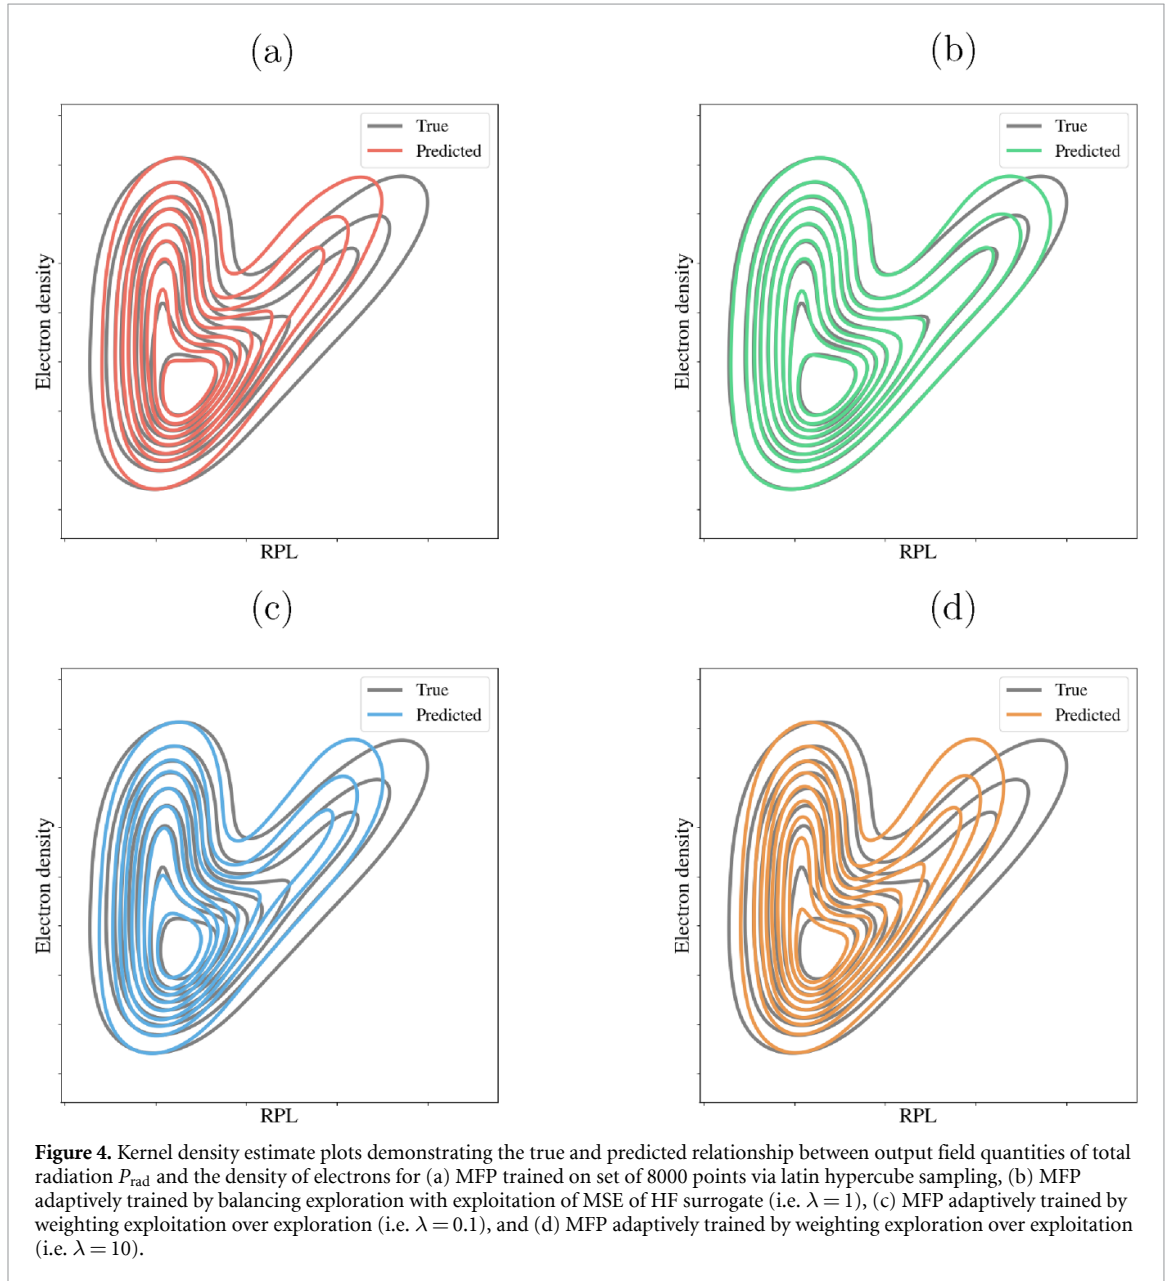 (a)
(b)
True
Predicted
Electron density
RPL
True
Predicted
Electron density
RPL
(c)
(d)
True
Predicted
Electron density
RPL
True
Predicted
Electron density
RPL
Figure 4. Kernel density estimate plots demonstrating the true and predicted relationship between output field quantities of total
radiation Prad and the density of electrons for (a) MFP trained on set of 8000 points via latin hypercube sampling, (b) MFP
adaptively trained by balancing exploration with exploitation of MSE of HF surrogate (i.e. λ = 1), (c) MFP adaptively trained by
weighting exploitation over exploration (i.e. λ = 0.1), and (d) MFP adaptively trained by weighting exploration over exploitation
(i.e. λ = 10).